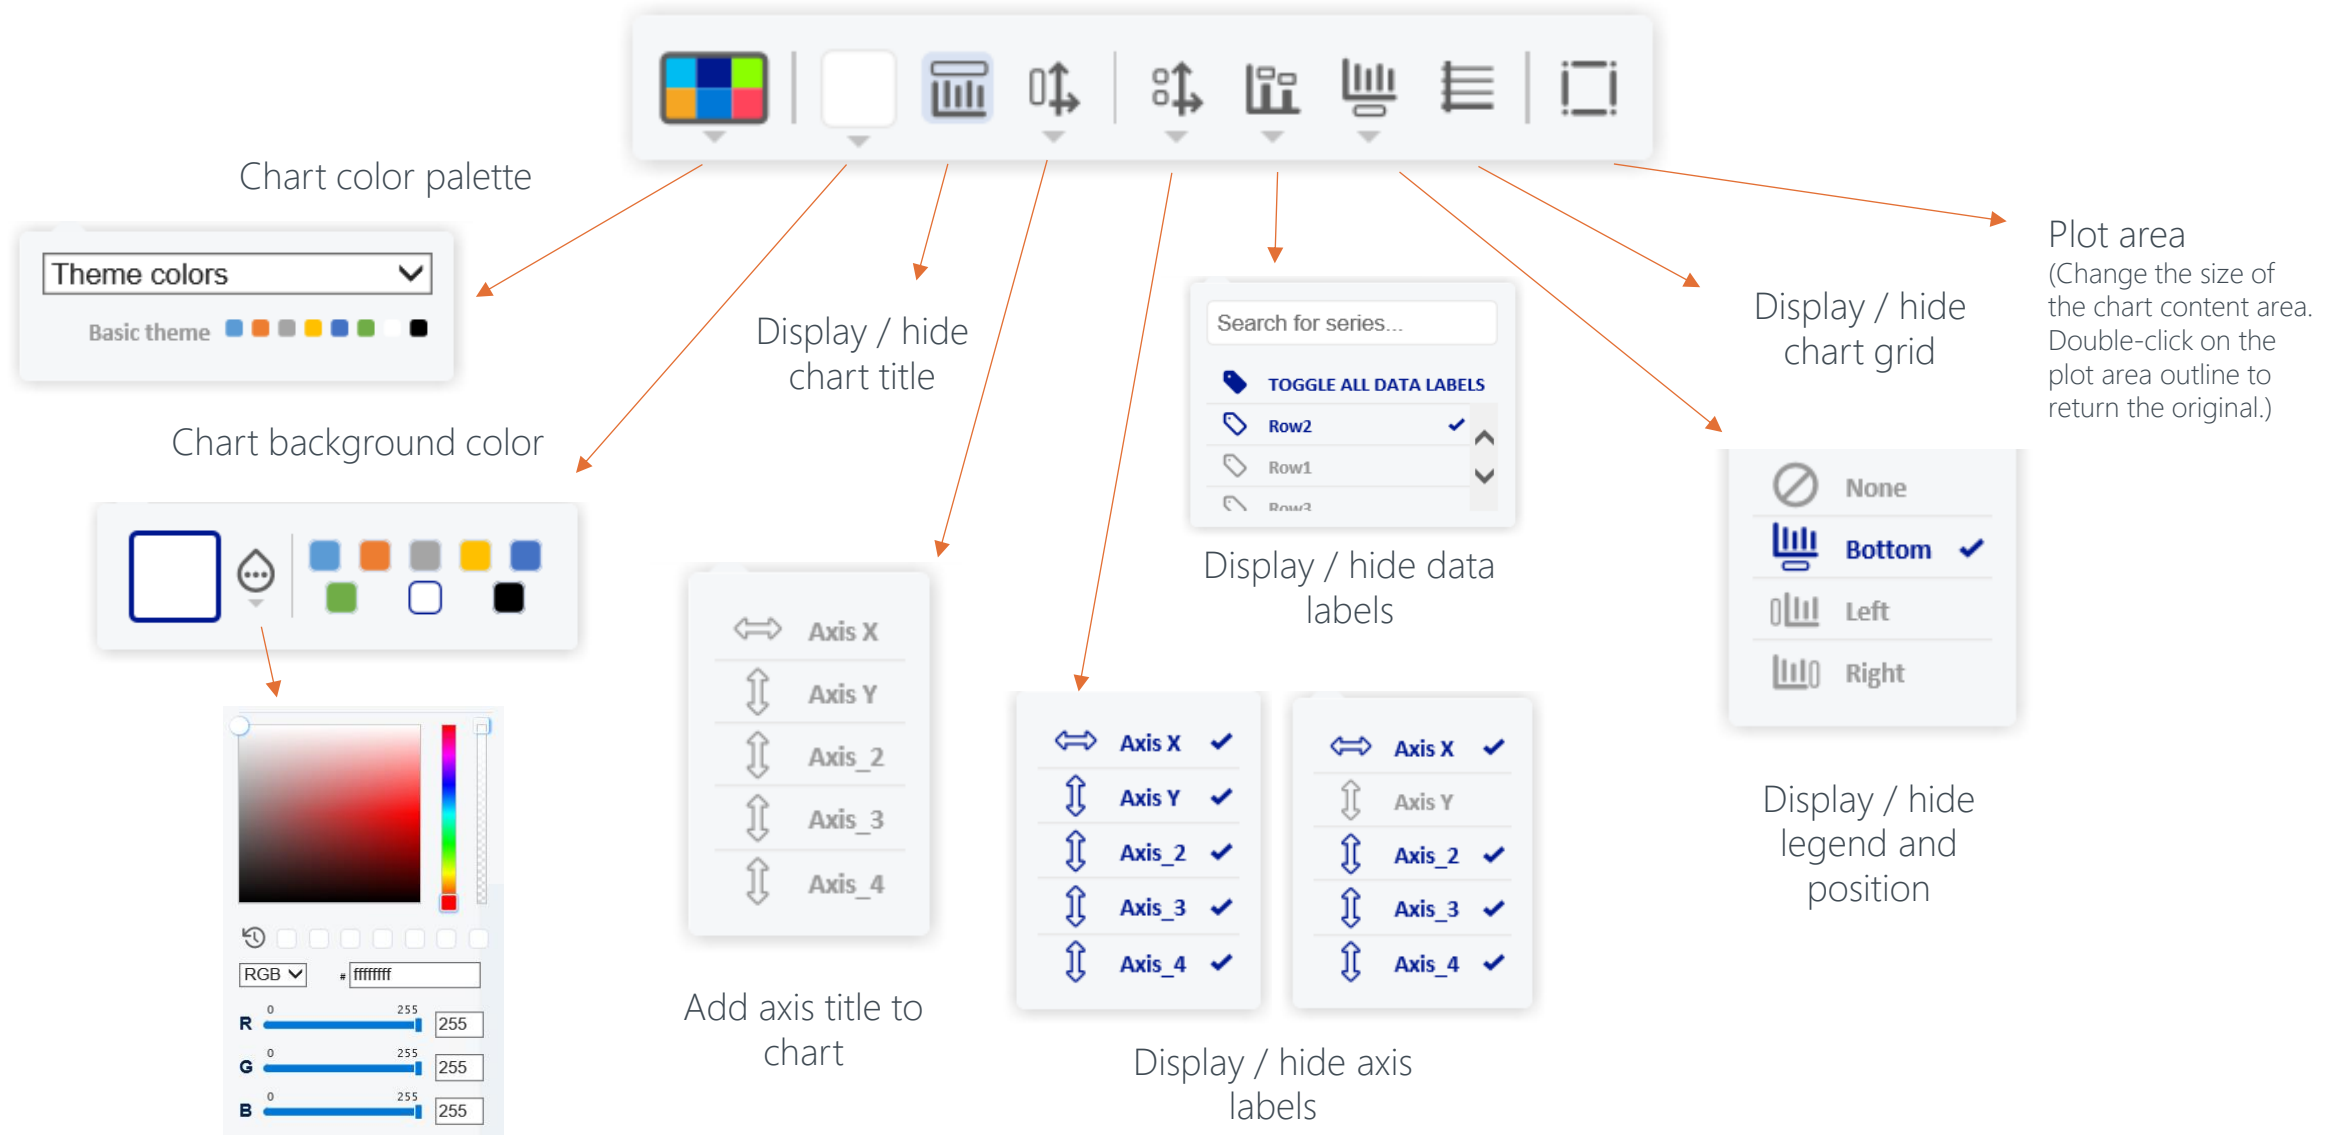 Chart color palette
Theme colors
Basic theme
Chart background color
RGB
# ffffffff
R 0 255 255
G 0 255 255
B 0 255 255
Display / hide
chart title
Axis X
Axis Y
Axis_2
Axis_3
Axis_4
Add axis title to
chart
Search for series...
TOGGLE ALL DATA LABELS
Row2
Row1
Row3
Display / hide data
labels
Axis X
Axis Y
Axis_2
Axis_3
Axis_4
Axis X
Axis Y
Axis_2
Axis_3
Axis_4
Display / hide axis
labels
Display / hide
chart grid
None
Bottom
Left
Right
Display / hide
legend and
position
Plot area
(Change the size of
the chart content area.
Double-click on the
plot area outline to
return the original.)